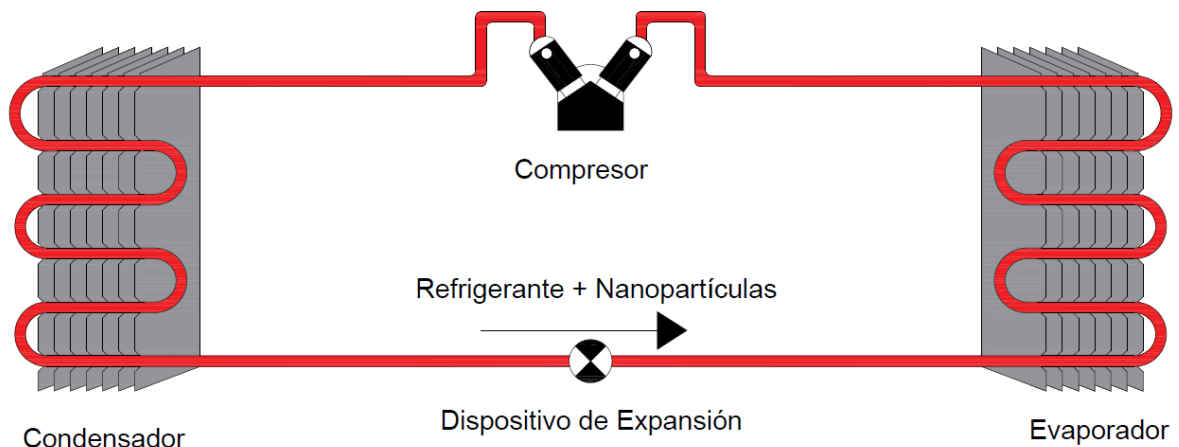 Compresor
Refrigerante + Nanopartículas
Dispositivo de Expansión
Condensador
Evaporador